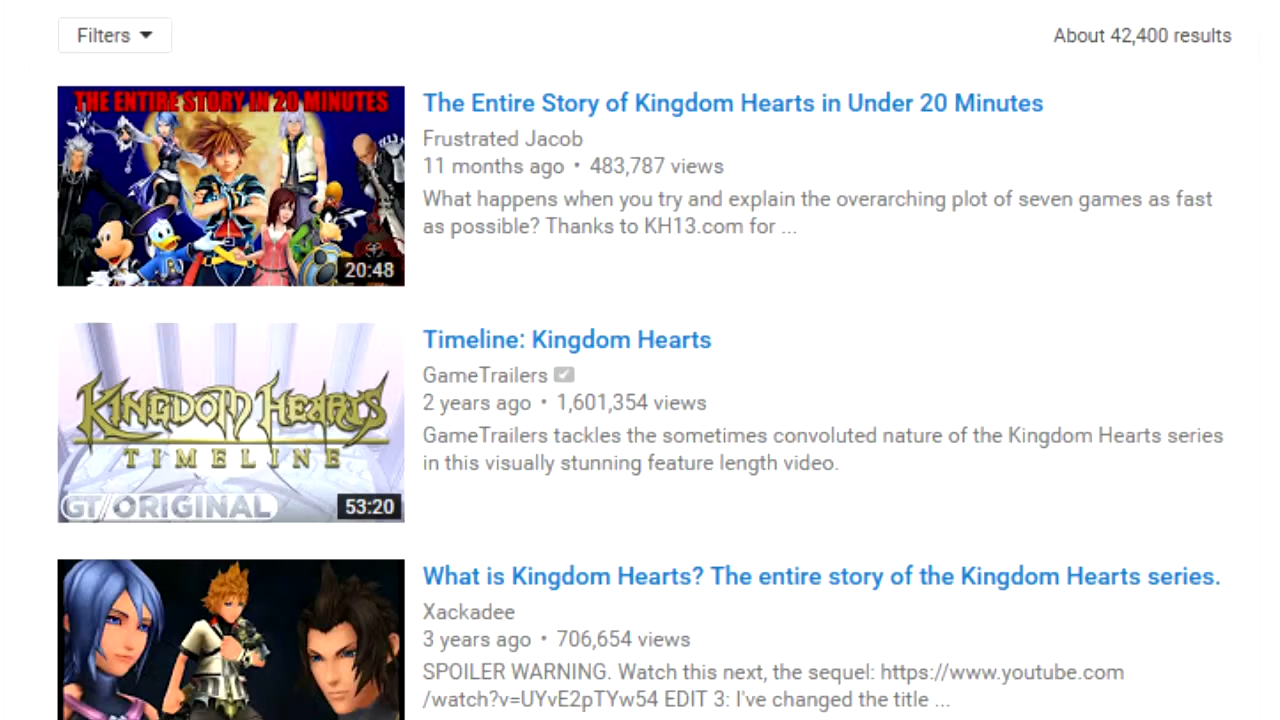 Filters
About 42,400 results
THE ENTIRE STORY IN 20 MINUTES
20:48
The Entire Story of Kingdom Hearts in Under 20 Minutes
Frustrated Jacob
11 months ago • 483,787 views
What happens when you try and explain the overarching plot of seven games as fast
as possible? Thanks to KH13.com for ...
KINGDOM HEARTS
TIMELINE
GT/ORIGINAL
53:20
Timeline: Kingdom Hearts
GameTrailers
2 years ago • 1,601,354 views
GameTrailers tackles the sometimes convoluted nature of the Kingdom Hearts series
in this visually stunning feature length video.
What is Kingdom Hearts? The entire story of the Kingdom Hearts series.
Xackadee
3 years ago • 706,654 views
SPOILER WARNING. Watch this next, the sequel: https://www.youtube.com
/watch?v=UYvE2pTYw54 EDIT 3: I've changed the title ...